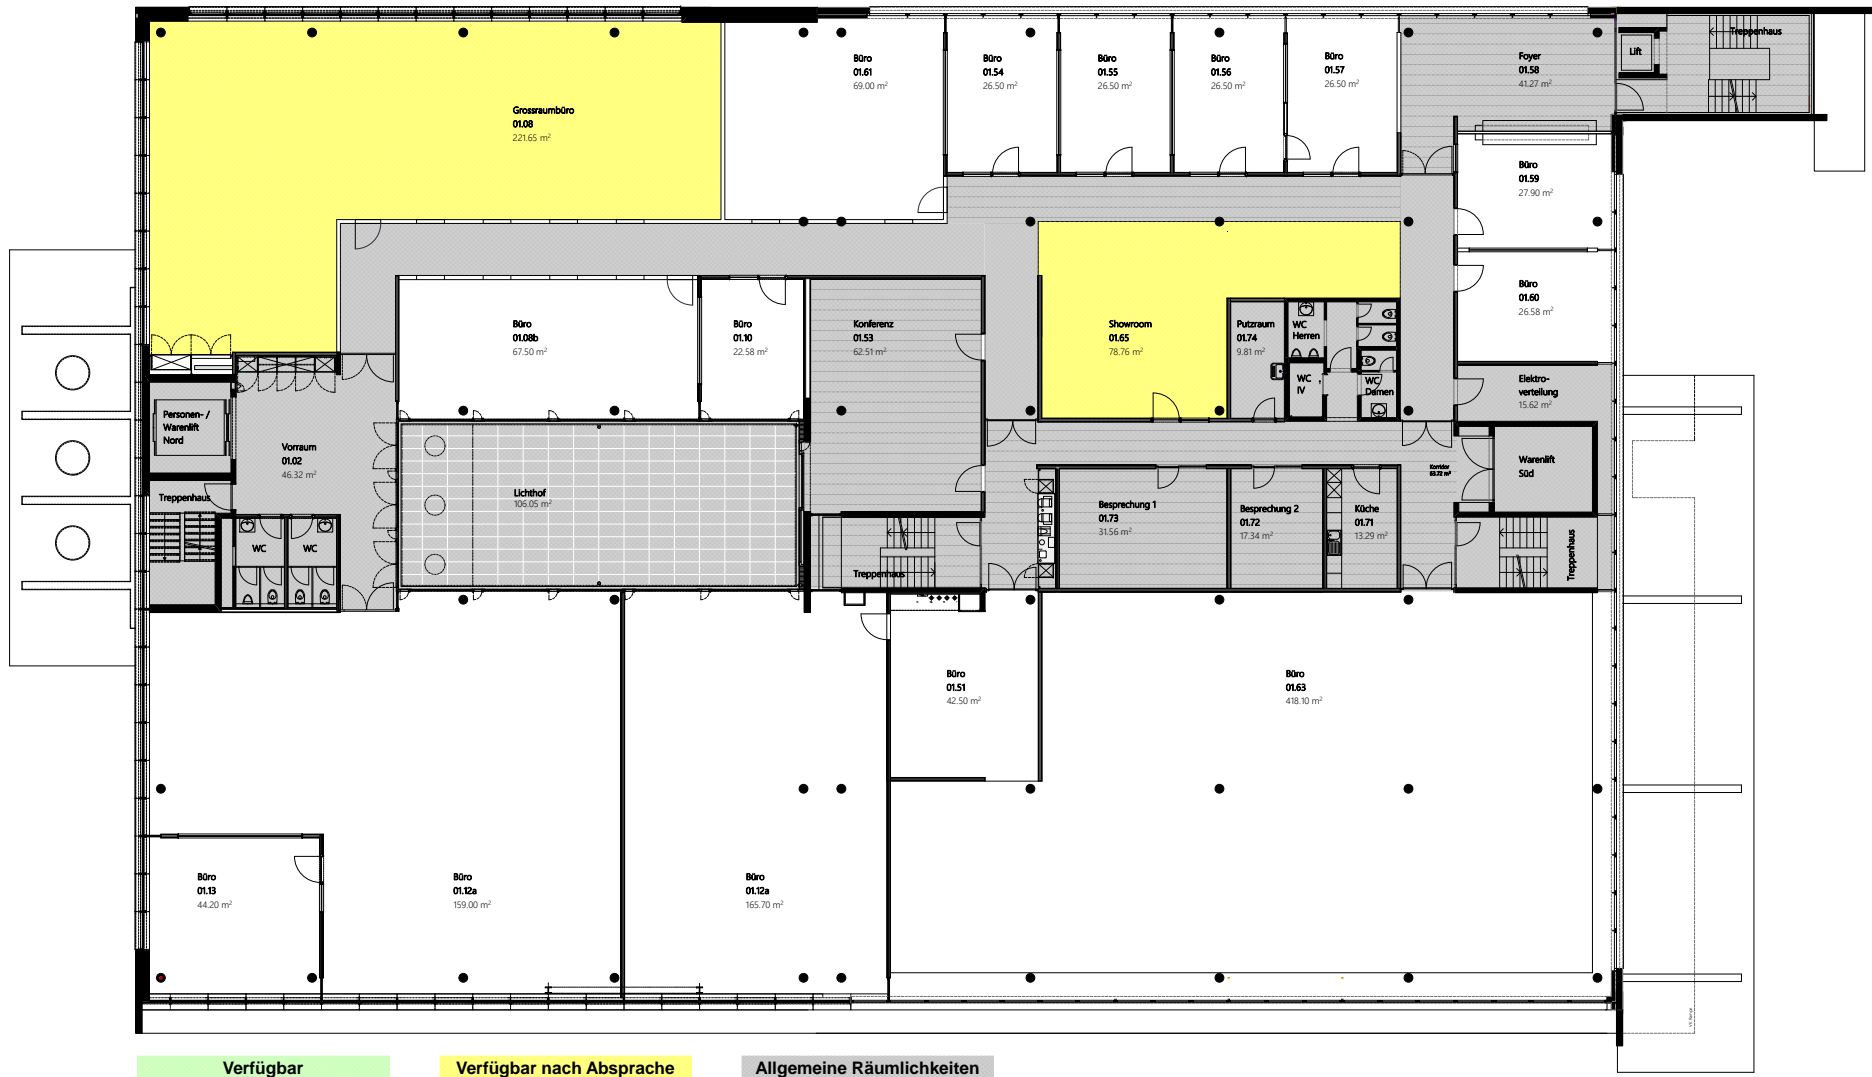 Büro
01.61
69.00 m²
Büro
01.54
26.50 m²
Büro
01.55
26.50 m²
Büro
01.56
26.50 m²
Büro
01.57
26.50 m²
Foyer
01.58
41.27 m²
Lift
Treppenhaus
Grossraumbüro
01.08
221.65 m²
Büro
01.59
27.90 m²
Büro
01.60
26.58 m²
Büro
01.08b
67.50 m²
Büro
01.10
22.58 m²
Konferenz
01.53
62.51 m²
Showroom
01.65
78.76 m²
Putzraum
01.74
9.81 m²
WC
Herren
WC
IV
WC
Damen
Elektro-
verteilung
15.62 m²
Personen- /
Warenlift
Nord
Vorraum
01.02
46.32 m²
Treppenhaus
WC
WC
Lichthof
106.05 m²
Treppenhaus
Besprechung 1
01.73
31.56 m²
Besprechung 2
01.72
17.34 m²
Küche
01.71
13.29 m²
Korridor
63.72 m²
Warenlift
Süd
Treppenhaus
Büro
01.51
42.50 m²
Büro
01.63
418.10 m²
Büro
01.13
44.20 m²
Büro
01.12a
159.00 m²
Büro
01.12a
165.70 m²
Verfügbar
Verfügbar nach Absprache
Allgemeine Räumlichkeiten